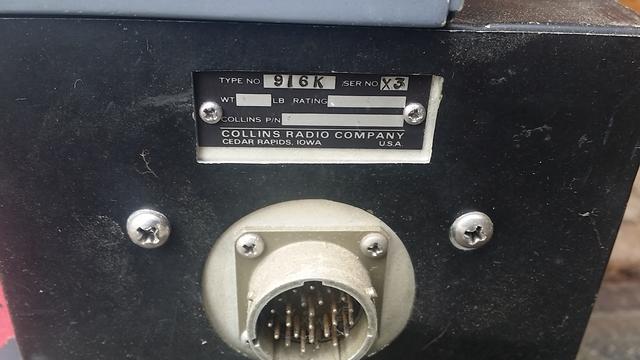 TYPE NO 916K /SER NO X3
WT LB RATING
COLLINS P/N
COLLINS RADIO COMPANY
CEDAR RAPIDS, IOWA U.S.A.